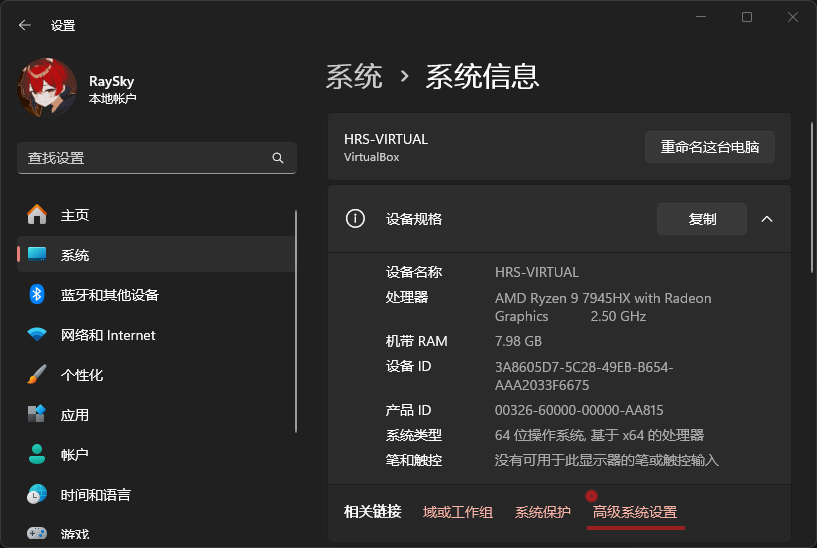 设置
RaySky
本地帐户
查找设置
主页
系统
蓝牙和其他设备
网络和 Internet
个性化
应用
帐户
时间和语言
游戏
系统 › 系统信息
HRS-VIRTUAL
VirtualBox
重命名这台电脑
设备规格
复制
设备名称 HRS-VIRTUAL
处理器 AMD Ryzen 9 7945HX with Radeon
Graphics 2.50 GHz
机带 RAM 7.98 GB
设备 ID 3A8605D7-5C28-49EB-B654-
AAA2033F6675
产品 ID 00326-60000-00000-AA815
系统类型 64 位操作系统, 基于 x64 的处理器
笔和触控 没有可用于此显示器的笔或触控输入
相关链接 域或工作组 系统保护 高级系统设置